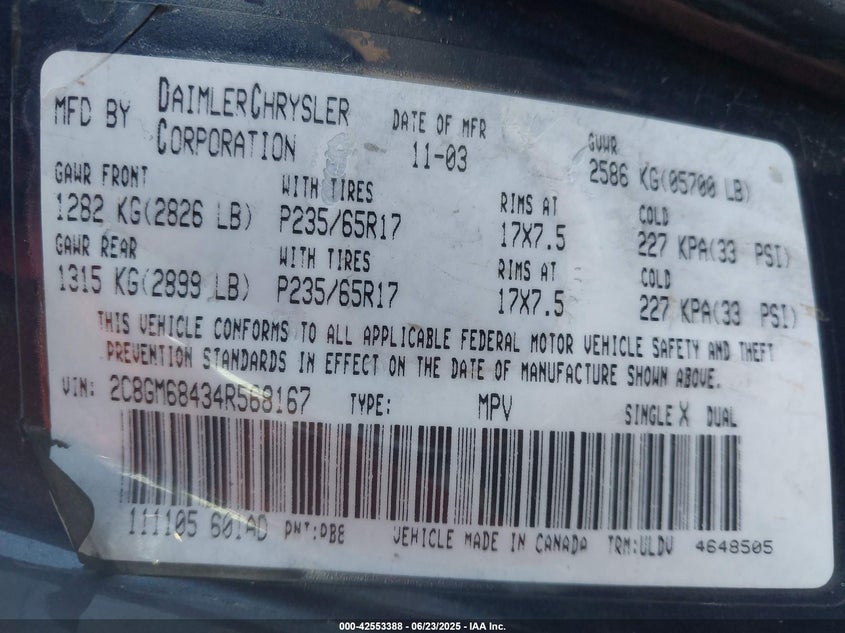 MFD BY DAIMLERCHRYSLER CORPORATION DATE OF MFR 11-03 GVWR 2586 KG(05700 LB)
GAWR FRONT WITH TIRES RIMS AT COLD
1282 KG(2826 LB) P235/65R17 17X7.5 227 KPA(33 PSI)
GAWR REAR WITH TIRES RIMS AT COLD
1315 KG(2899 LB) P235/65R17 17X7.5 227 KPA(33 PSI)
THIS VEHICLE CONFORMS TO ALL APPLICABLE FEDERAL MOTOR VEHICLE SAFETY AND THEFT
PREVENTION STANDARDS IN EFFECT ON THE DATE OF MANUFACTURE SHOWN ABOVE.
VIN: 2C8GM68434R568167 TYPE: MPV SINGLE X DUAL
111105 601AD PNT:PB8 VEHICLE MADE IN CANADA TRM:ULDV 4648505
000-42553388 - 06/23/2025 - IAA Inc.